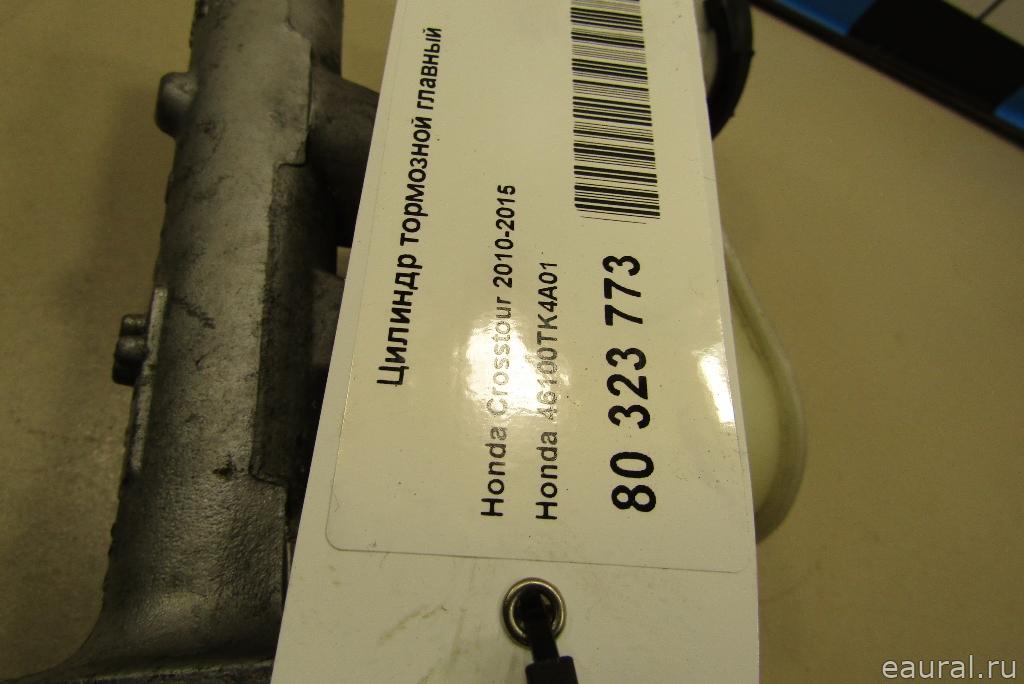 Цилиндр тормозной главный
Honda Crosstour 2010-2015
Honda 46100TK4A01
80 323 773
eaural.ru